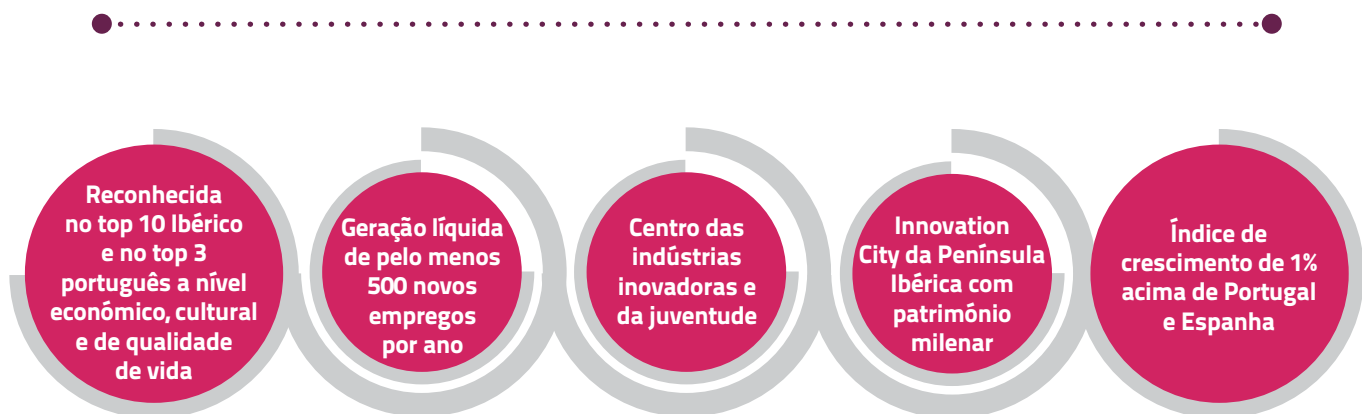 Reconhecida
no top 10 Ibérico
e no top 3
português a nível
económico, cultural
e de qualidade
de vida
Geração líquida
de pelo menos
500 novos
empregos
por ano
Centro das
indústrias
inovadoras e
da juventude
Innovation
City da Península
Ibérica com
património
milenar
Índice de
crescimento de 1%
acima de Portugal
e Espanha